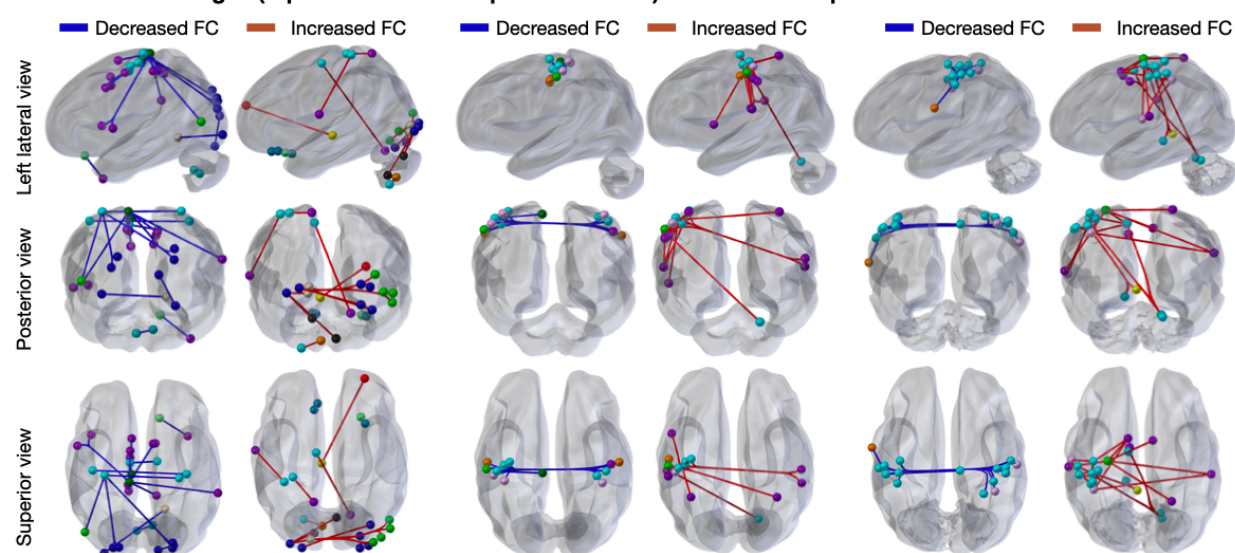 Decreased FC Increased FC Decreased FC Increased FC Decreased FC Increased FC
Left lateral view
Posterior view
Superior view